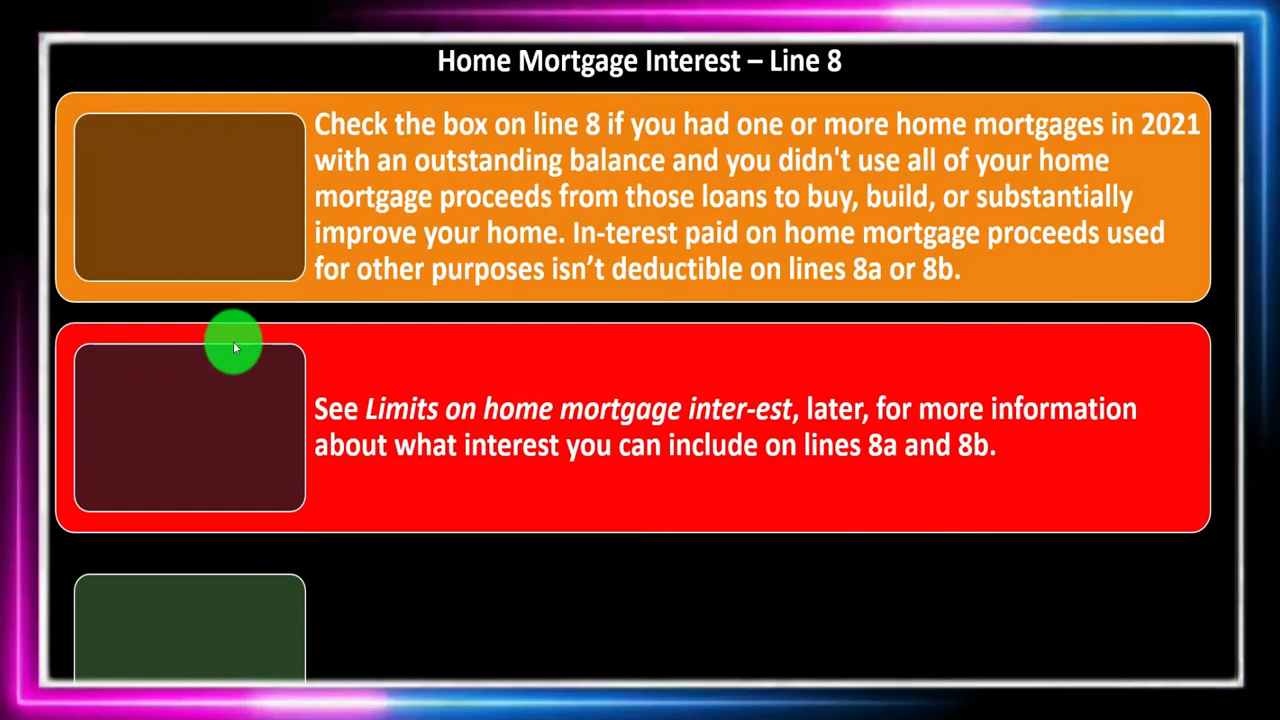 Home Mortgage Interest – Line 8
Check the box on line 8 if you had one or more home mortgages in 2021
with an outstanding balance and you didn't use all of your home
mortgage proceeds from those loans to buy, build, or substantially
improve your home. In-terest paid on home mortgage proceeds used
for other purposes isn’t deductible on lines 8a or 8b.
See Limits on home mortgage inter-est, later, for more information
about what interest you can include on lines 8a and 8b.